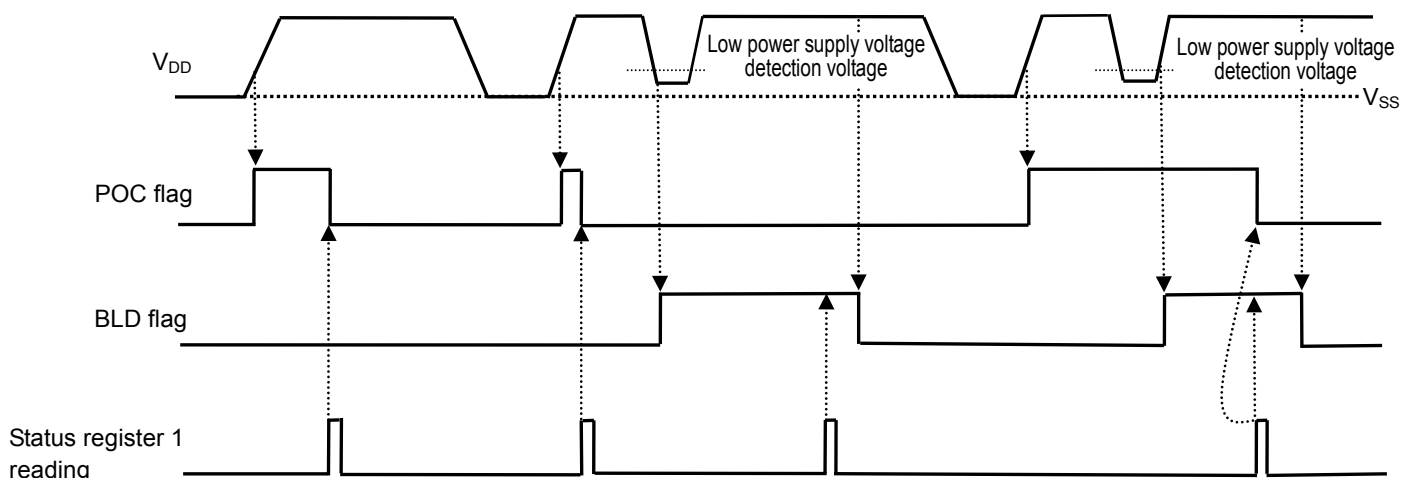 Low power supply voltage
detection voltage
Low power supply voltage
detection voltage
VDD
VSS
POC flag
BLD flag
Status register 1
reading